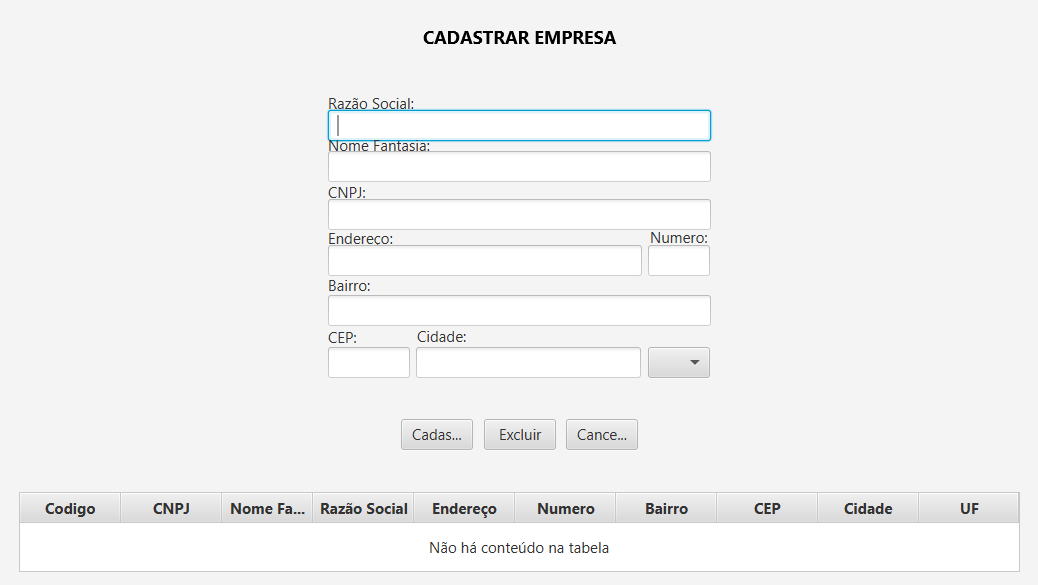 CADASTRAR EMPRESA
Razão Social:
Nome Fantasia:
CNPJ:
Endereço: Numero:
Bairro:
CEP: Cidade:
Cadas... Excluir Cance...
Codigo CNPJ Nome Fa... Razão Social Endereço Numero Bairro CEP Cidade UF
Não há conteúdo na tabela